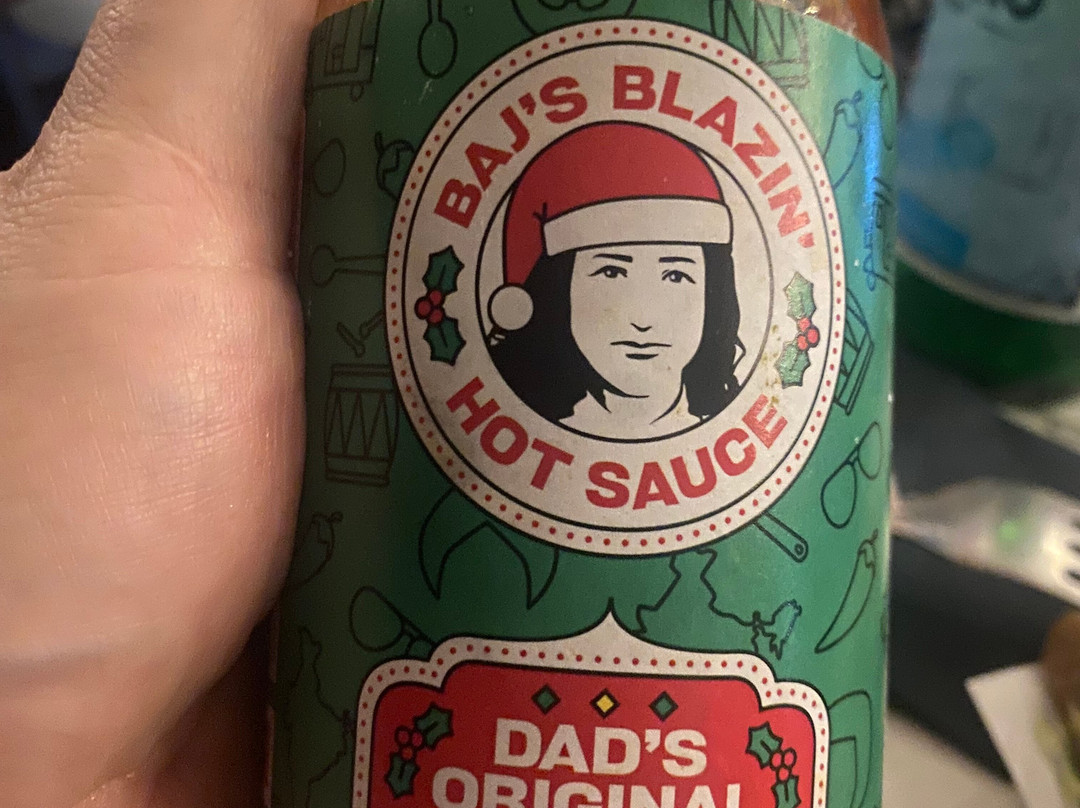 BAJ'S BLAZIN'
HOT SAUCE
DAD'S
ORIGINAL